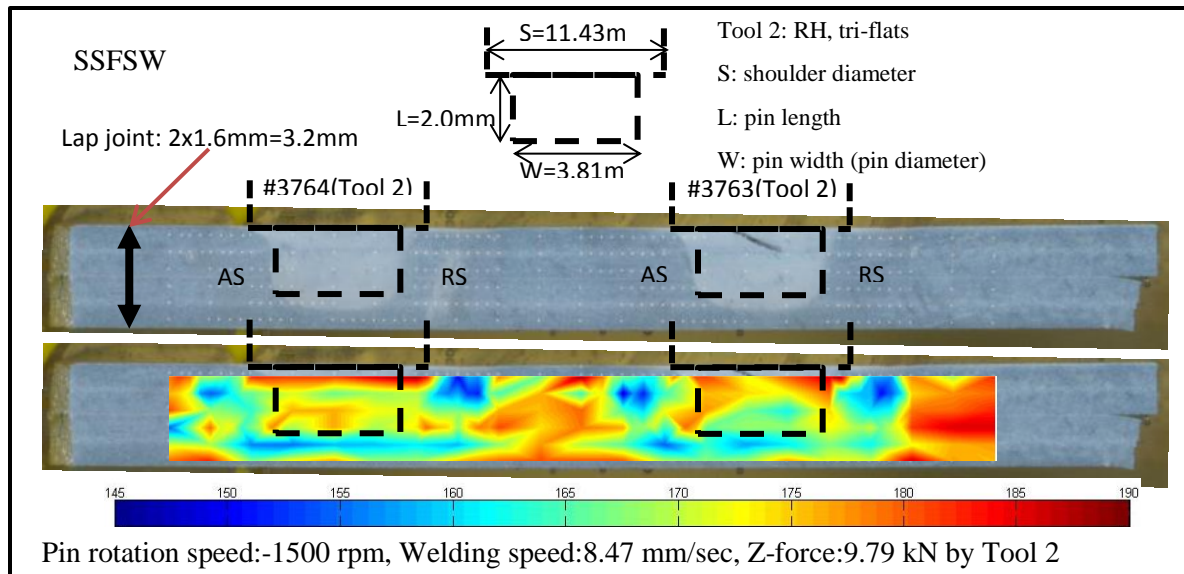 SSFSW
S=11.43m
L=2.0mm
W=3.81m
Tool 2: RH, tri-flats
S: shoulder diameter
L: pin length
W: pin width (pin diameter)
Lap joint: 2x1.6mm=3.2mm
#3764(Tool 2)
#3763(Tool 2)
AS
RS
AS
RS
145 150 155 160 165 170 175 180 185 190
Pin rotation speed:-1500 rpm, Welding speed:8.47 mm/sec, Z-force:9.79 kN by Tool 2